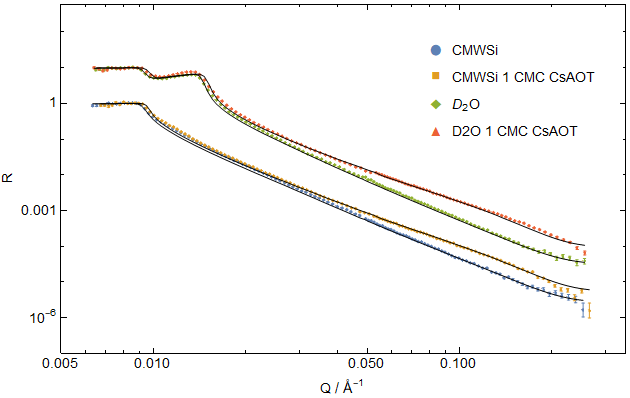 CMWSi
CMWSi 1 CMC CsAOT
D₂O
D2O 1 CMC CsAOT
R
1
0.001
10⁻⁶
0.005 0.010 0.050 0.100
Q / Å⁻¹